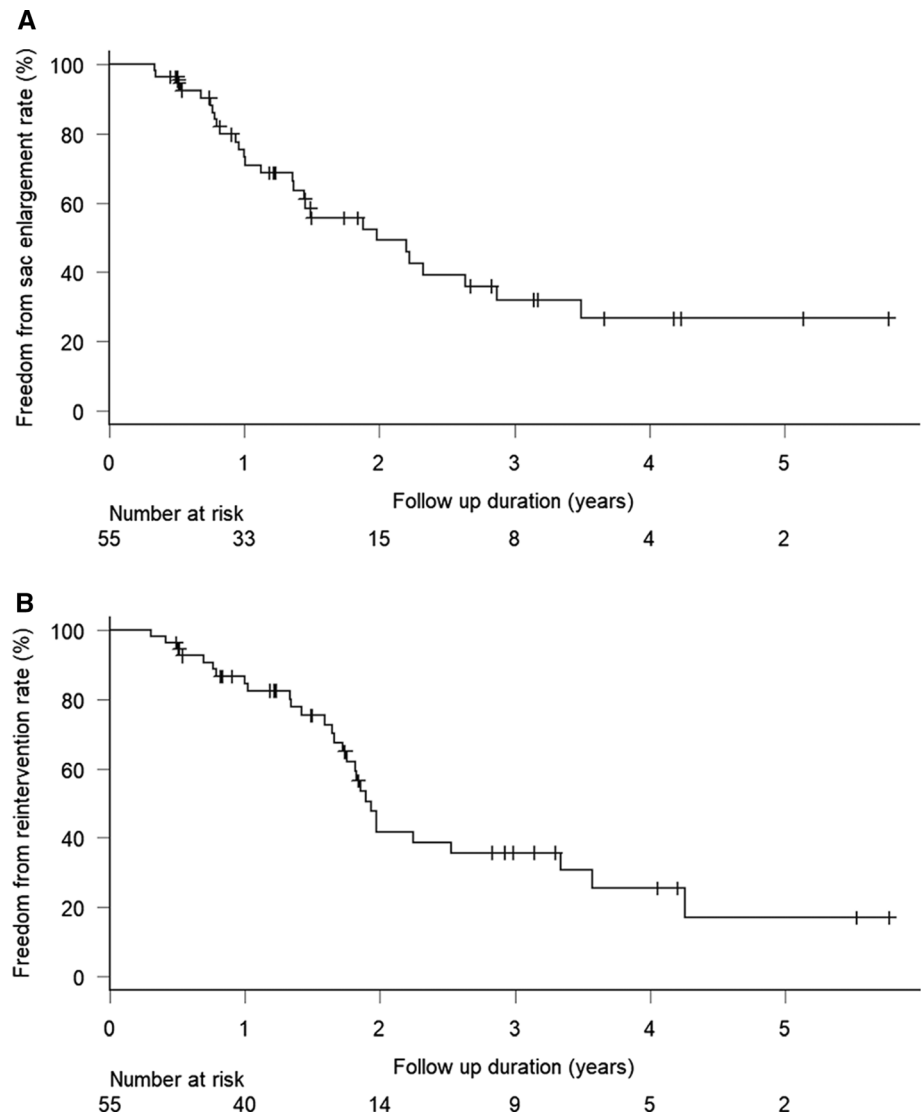 A
Freedom from sac enlargement rate (%)
100
80
60
40
20
0
0 1 2 3 4 5
Follow up duration (years)
Number at risk
55 33 15 8 4 2
B
Freedom from reintervention rate (%)
100
80
60
40
20
0
0 1 2 3 4 5
Follow up duration (years)
Number at risk
55 40 14 9 5 2